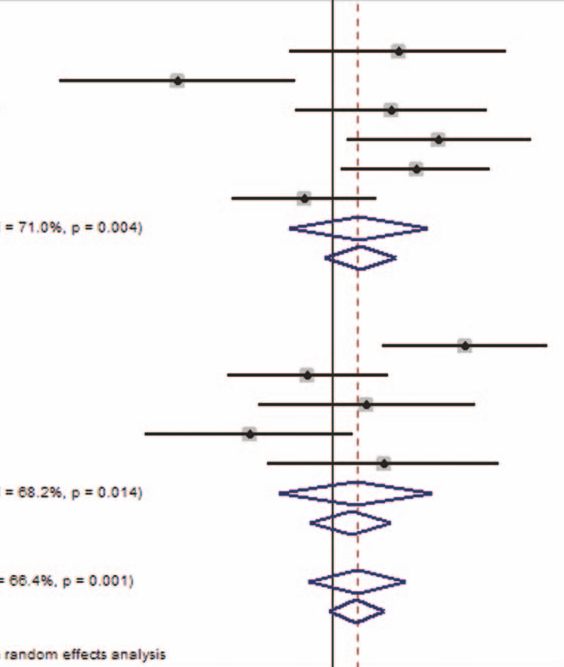 = 71.0%, p = 0.004)
= 68.2%, p = 0.014)
= 66.4%, p = 0.001)
random effects analysis